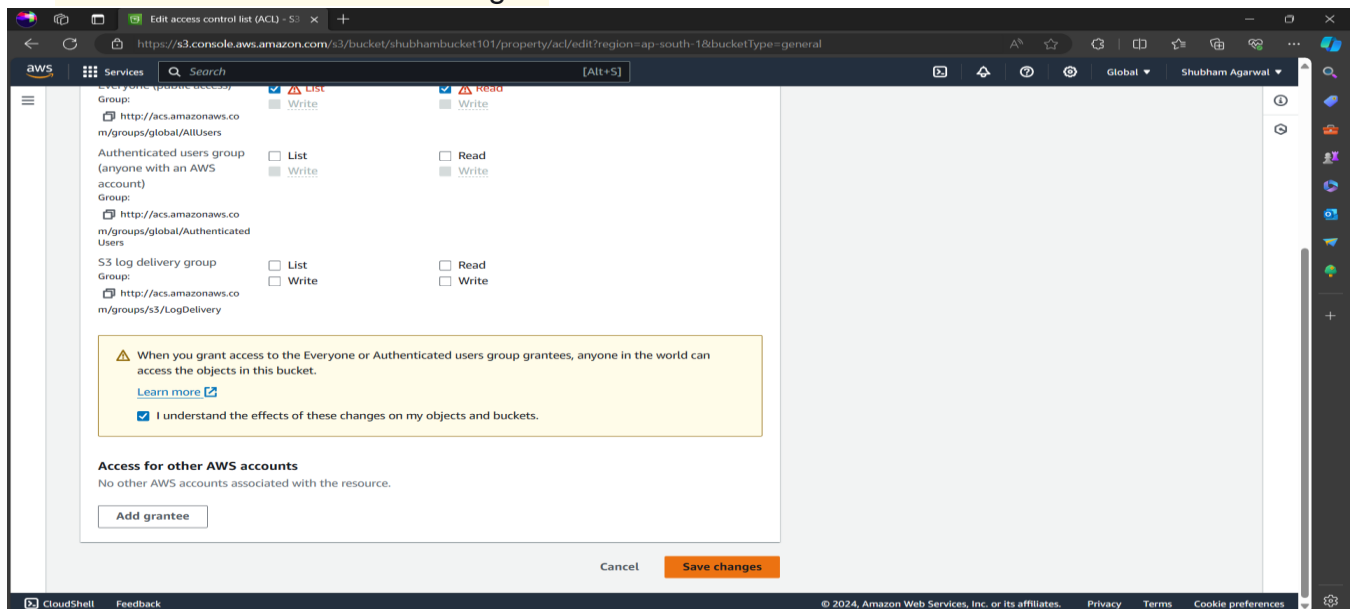 Edit access control list (ACL) - S3
https://s3.console.aws.amazon.com/s3/bucket/shubhambucket101/property/acl/edit?region=ap-south-1&bucketType=general
aws Services Search [Alt+S] Global Shubham Agarwal
Everyone (public access) List Read
Group: Write Write
http://acs.amazonaws.co
m/groups/global/AllUsers
Authenticated users group List Read
(anyone with an AWS Write Write
account)
Group:
http://acs.amazonaws.co
m/groups/global/Authenticated
Users
S3 log delivery group List Read
Group: Write Write
http://acs.amazonaws.co
m/groups/s3/LogDelivery
When you grant access to the Everyone or Authenticated users group grantees, anyone in the world can
access the objects in this bucket.
Learn more
I understand the effects of these changes on my objects and buckets.
Access for other AWS accounts
No other AWS accounts associated with the resource.
Add grantee
Cancel Save changes
CloudShell Feedback © 2024, Amazon Web Services, Inc. or its affiliates. Privacy Terms Cookie preferences